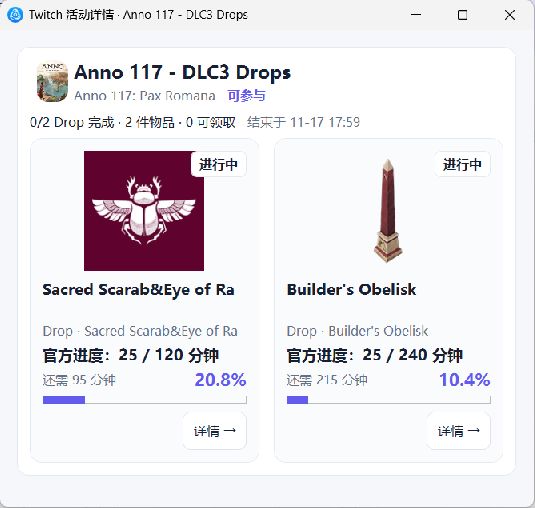 Twitch 活动详情 · Anno 117 - DLC3 Drops
Anno 117 - DLC3 Drops
Anno 117: Pax Romana 可参与
0/2 Drop 完成 · 2 件物品 · 0 可领取 结束于 11-17 17:59
进行中
Sacred Scarab&Eye of Ra
Drop · Sacred Scarab&Eye of Ra
官方进度：25 / 120 分钟
还需 95 分钟 20.8%
详情 →
进行中
Builder's Obelisk
Drop · Builder's Obelisk
官方进度：25 / 240 分钟
还需 215 分钟 10.4%
详情 →